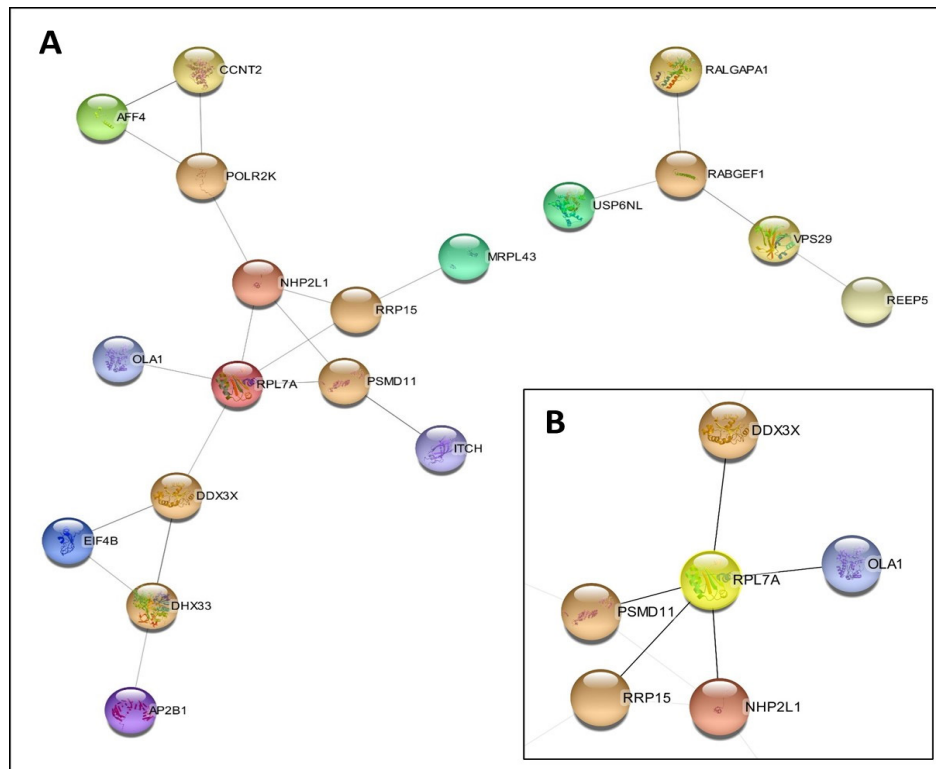 A
CCNT2
RALGAPA1
AFF4
POLR2K
RABGEF1
USP6NL
VPS29
MRPL43
NHP2L1
RRP15
REEP5
OLA1
RPL7A
PSMD11
ITCH
DDX3X
EIF4B
DHX33
AP2B1
B
DDX3X
OLA1
RPL7A
PSMD11
RRP15
NHP2L1